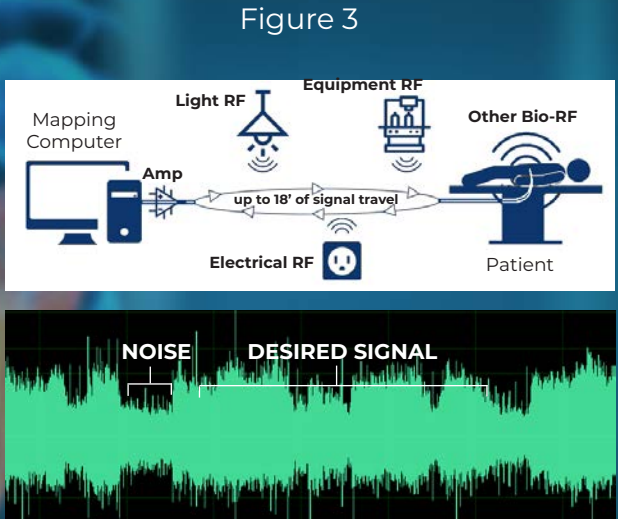 Figure 3
Equipment RF
Light RF
Other Bio-RF
Mapping
Computer
Amp
up to 18' of signal travel
Electrical RF
Patient
NOISE
DESIRED SIGNAL